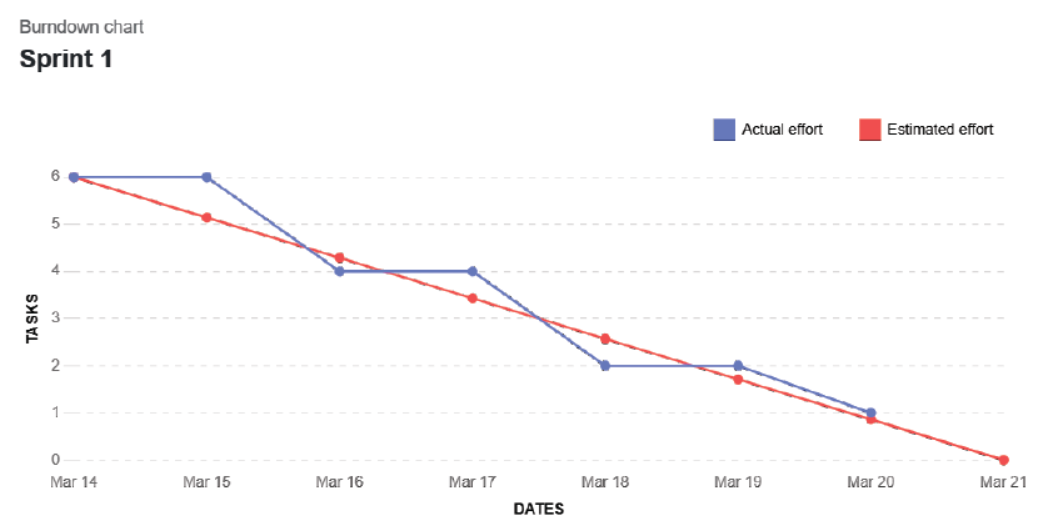 Burndown chart
Sprint 1
Actual effort Estimated effort
6
5
4
3
2
1
0
TASKS
Mar 14 Mar 15 Mar 16 Mar 17 Mar 18 Mar 19 Mar 20 Mar 21
DATES